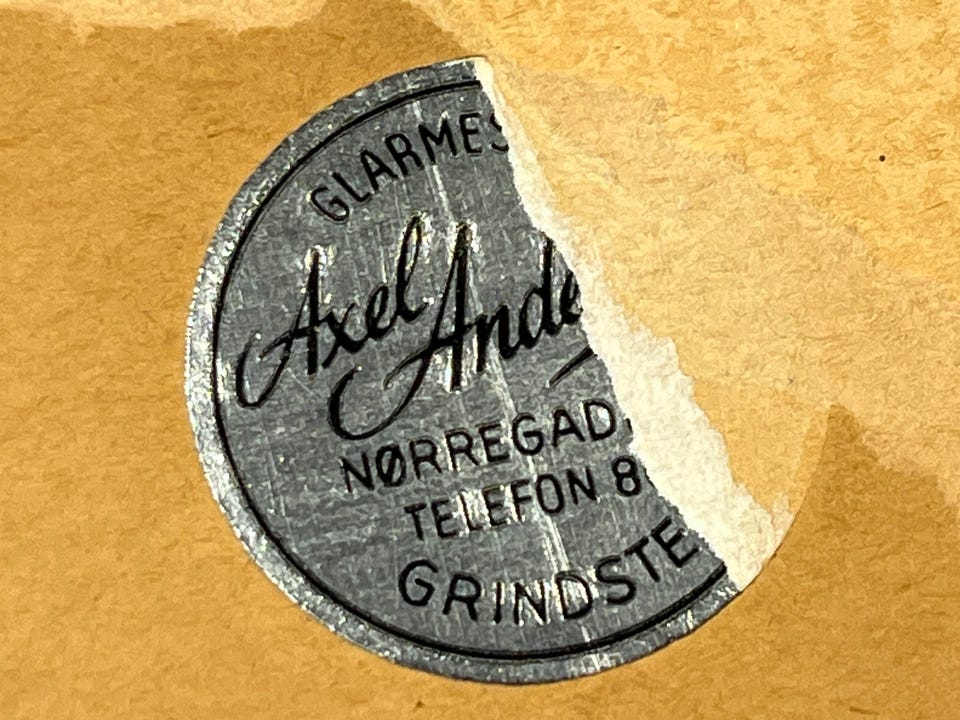 GLARMES
Axel Ande
NØRREGAD
TELEFON 8
GRINDSTE